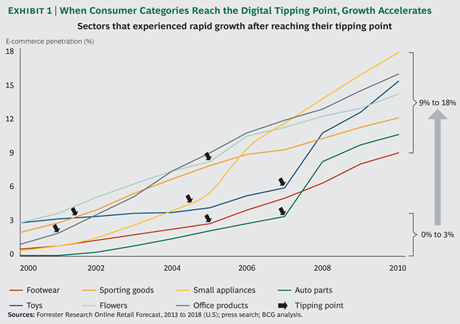 EXHIBIT 1 | When Consumer Categories Reach the Digital Tipping Point, Growth Accelerates
Sectors that experienced rapid growth after reaching their tipping point
E-commerce penetration (%)
18
15
12
9
6
3
0
9% to 18%
0% to 3%
2000 2002 2004 2006 2008 2010
Footwear Sporting goods Small appliances Auto parts
Toys Flowers Office products Tipping point
Sources: Forrester Research Online Retail Forecast, 2013 to 2018 (U.S); press search; BCG analysis.